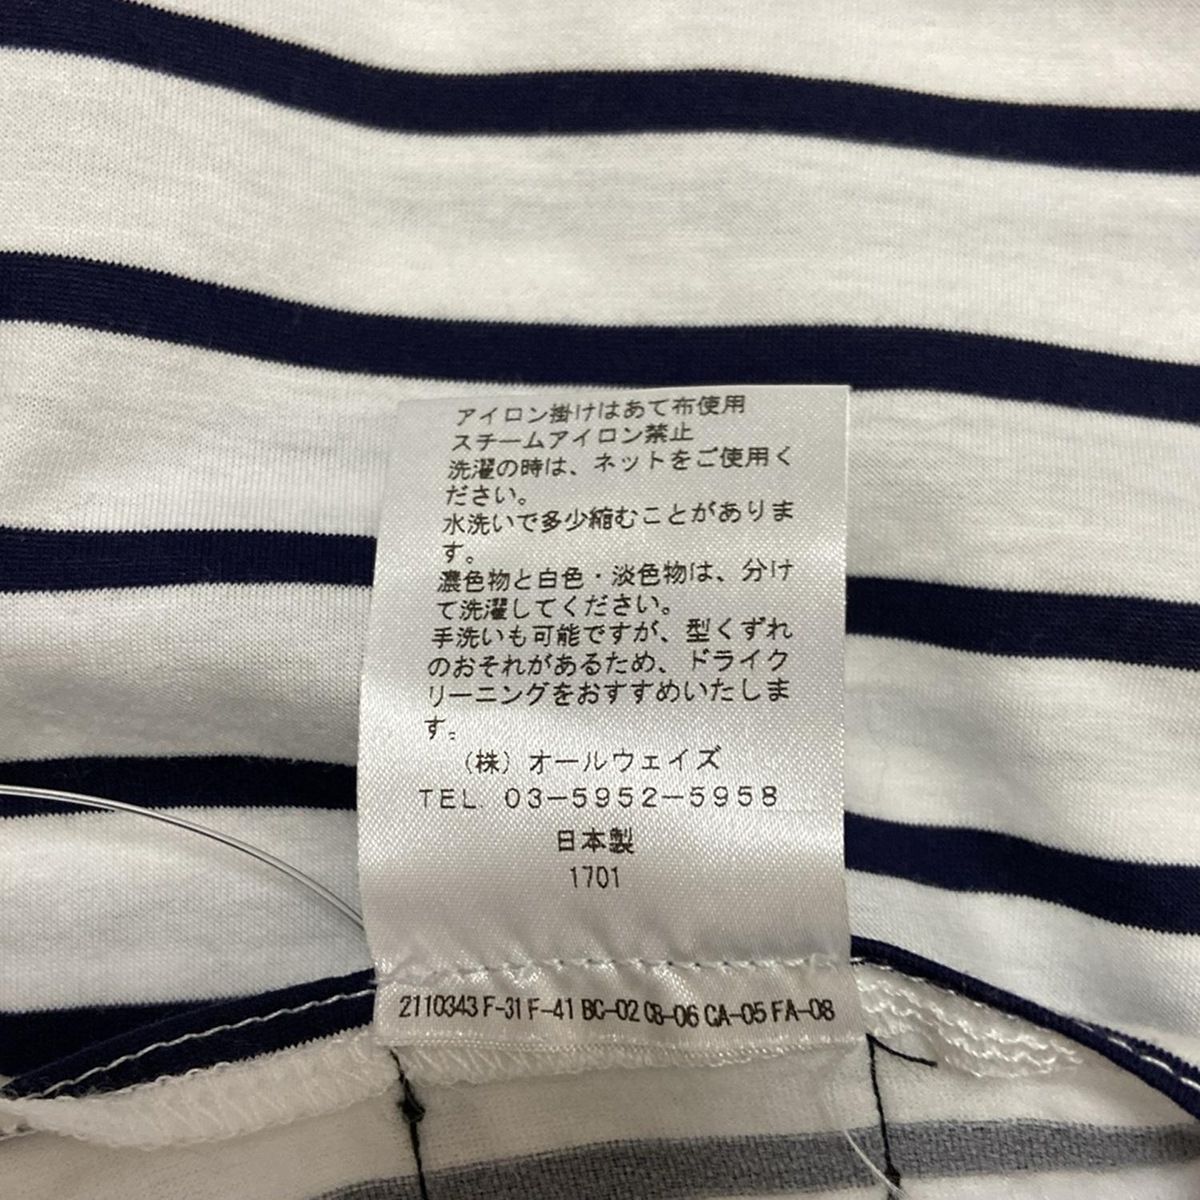 アイロン掛けはあて布使用
スチームアイロン禁止
洗濯の時は、ネットをご使用く
ださい。
水洗いで多少縮むことがありま
す。
濃色物と白色・淡色物は、分け
て洗濯してください。
手洗いも可能ですが、型くずれ
のおそれがあるため、ドライク
リーニングをおすすめいたしま
す。
(株)オールウェイズ
TEL. 03-5952-5958
日本製
1701
2110343 F-31 F-41 BC-02 CB-06 CA-05 FA-08